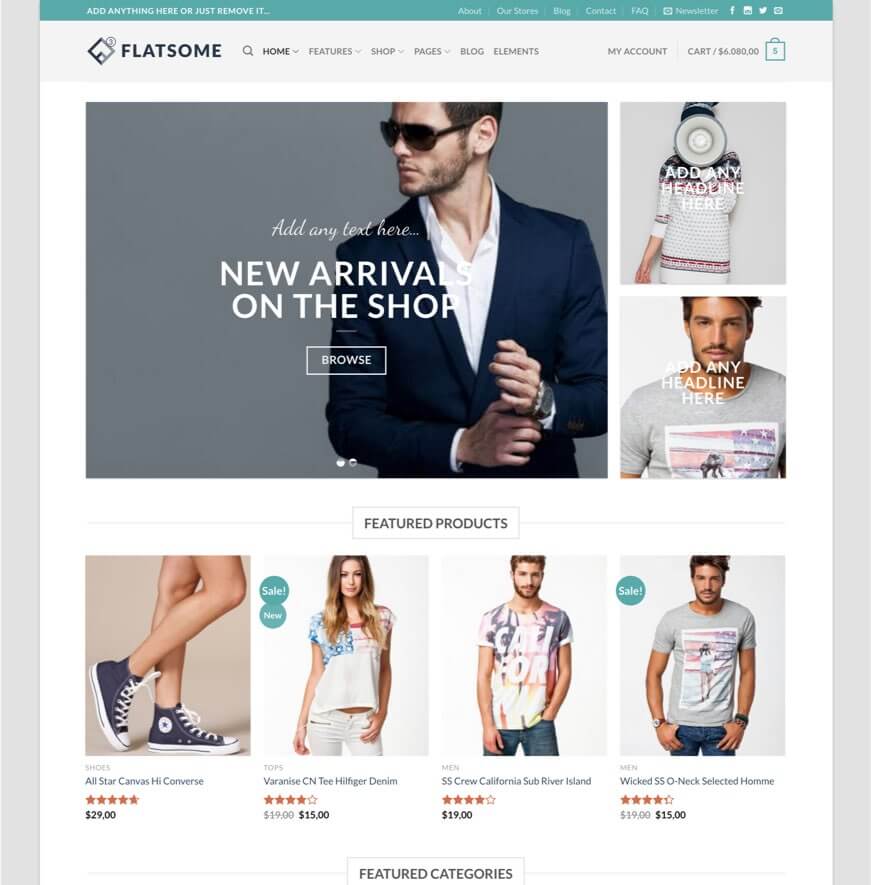 ADD ANYTHING HERE OR JUST REMOVE IT...
About Our Stores Blog Contact FAQ Newsletter
FLATSOME
3
HOME FEATURES SHOP PAGES BLOG ELEMENTS
MY ACCOUNT CART / $6.080,00 5
Add any text here...
NEW ARRIVALS
ON THE SHOP
BROWSE
ADD ANY
HEADLINE
HERE
ADD ANY
HEADLINE
HERE
FEATURED PRODUCTS
Sale!
New
CALI
FOR
Sale!
SHOES
All Star Canvas Hi Converse
$29,00
TOPS
Varanise CN Tee Hilfiger Denim
$19,00 $15,00
MEN
SS Crew California Sub River Island
$19,00
MEN
Wicked SS O-Neck Selected Homme
$19,00 $15,00
FEATURED CATEGORIES